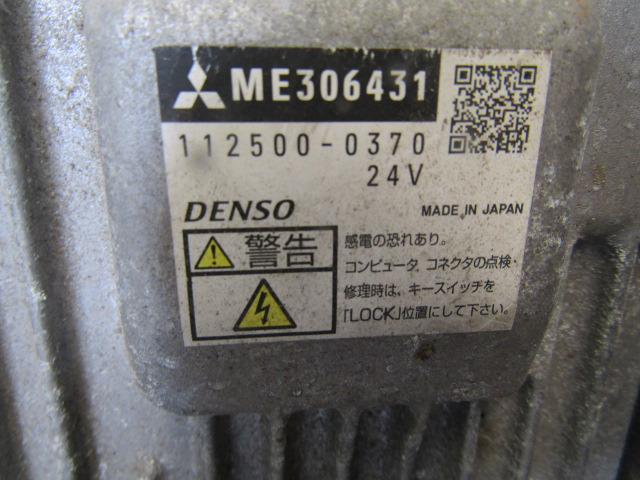 ME306431
112500-0370
24V
DENSO
MADE IN JAPAN
警告
感電の恐れあり。
コンピュータ, コネクタの点検・
修理時は、キースイッチを
「LOCK」位置にして下さい。